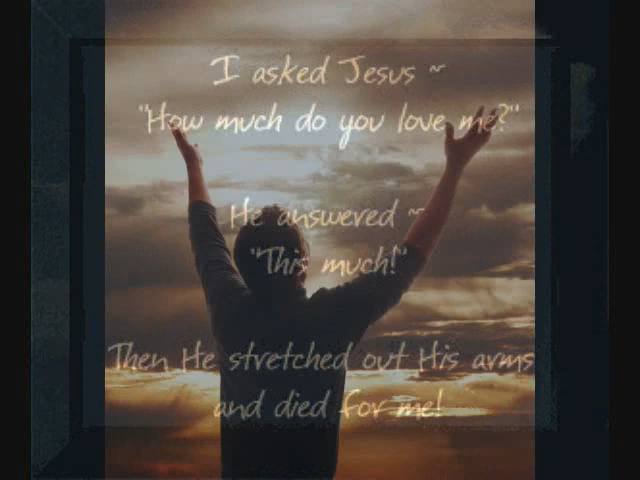 I asked Jesus ~
"How much do you love me?"
He answered ~
"This much!"
Then He stretched out His arms
and died for me!